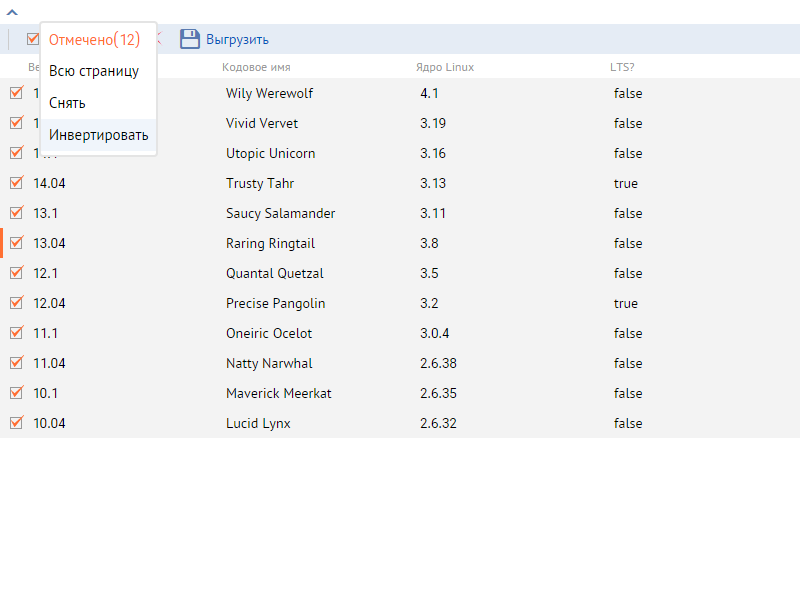 Отмечено(12)
Выгрузить
Ве
Кодовое имя
Ядро Linux
LTS?
Всю страницу
Снять
Инвертировать
1
Wily Werewolf
4.1
false
1
Vivid Vervet
3.19
false
Utopic Unicorn
3.16
false
14.04
Trusty Tahr
3.13
true
13.1
Saucy Salamander
3.11
false
13.04
Raring Ringtail
3.8
false
12.1
Quantal Quetzal
3.5
false
12.04
Precise Pangolin
3.2
true
11.1
Oneiric Ocelot
3.0.4
false
11.04
Natty Narwhal
2.6.38
false
10.1
Maverick Meerkat
2.6.35
false
10.04
Lucid Lynx
2.6.32
false